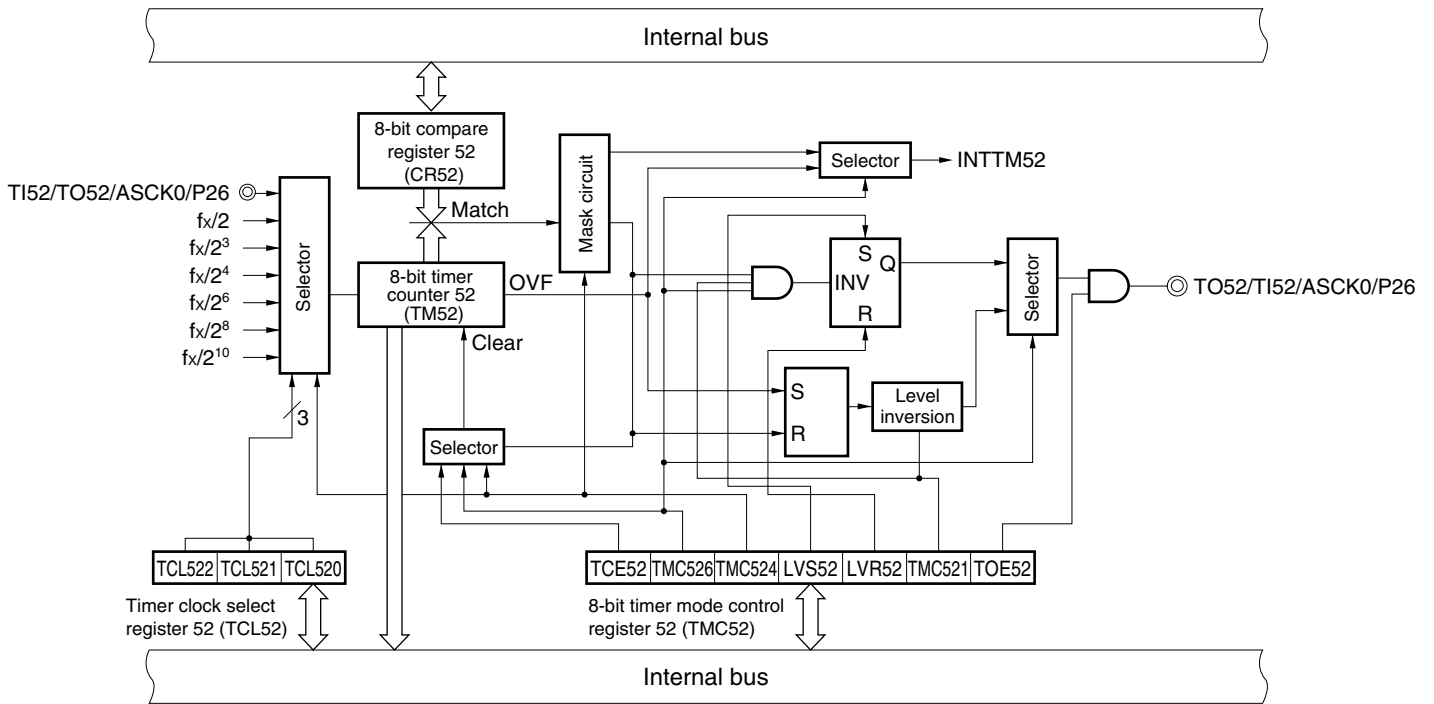 Internal bus
8-bit compare
register 52
(CR52)
Mask circuit
Selector
INTTM52
TI52/TO52/ASCK0/P26
fx/2
fx/2³
fx/2⁴
fx/2⁶
fx/2⁸
fx/2¹⁰
Selector
Match
8-bit timer
counter 52
(TM52)
OVF
Clear
S
INV
Q
R
Selector
TO52/TI52/ASCK0/P26
S
R
Level
inversion
3
Selector
TCL522 TCL521 TCL520
TCE52 TMC526 TMC524 LVS52 LVR52 TMC521 TOE52
Timer clock select
register 52 (TCL52)
8-bit timer mode control
register 52 (TMC52)
Internal bus